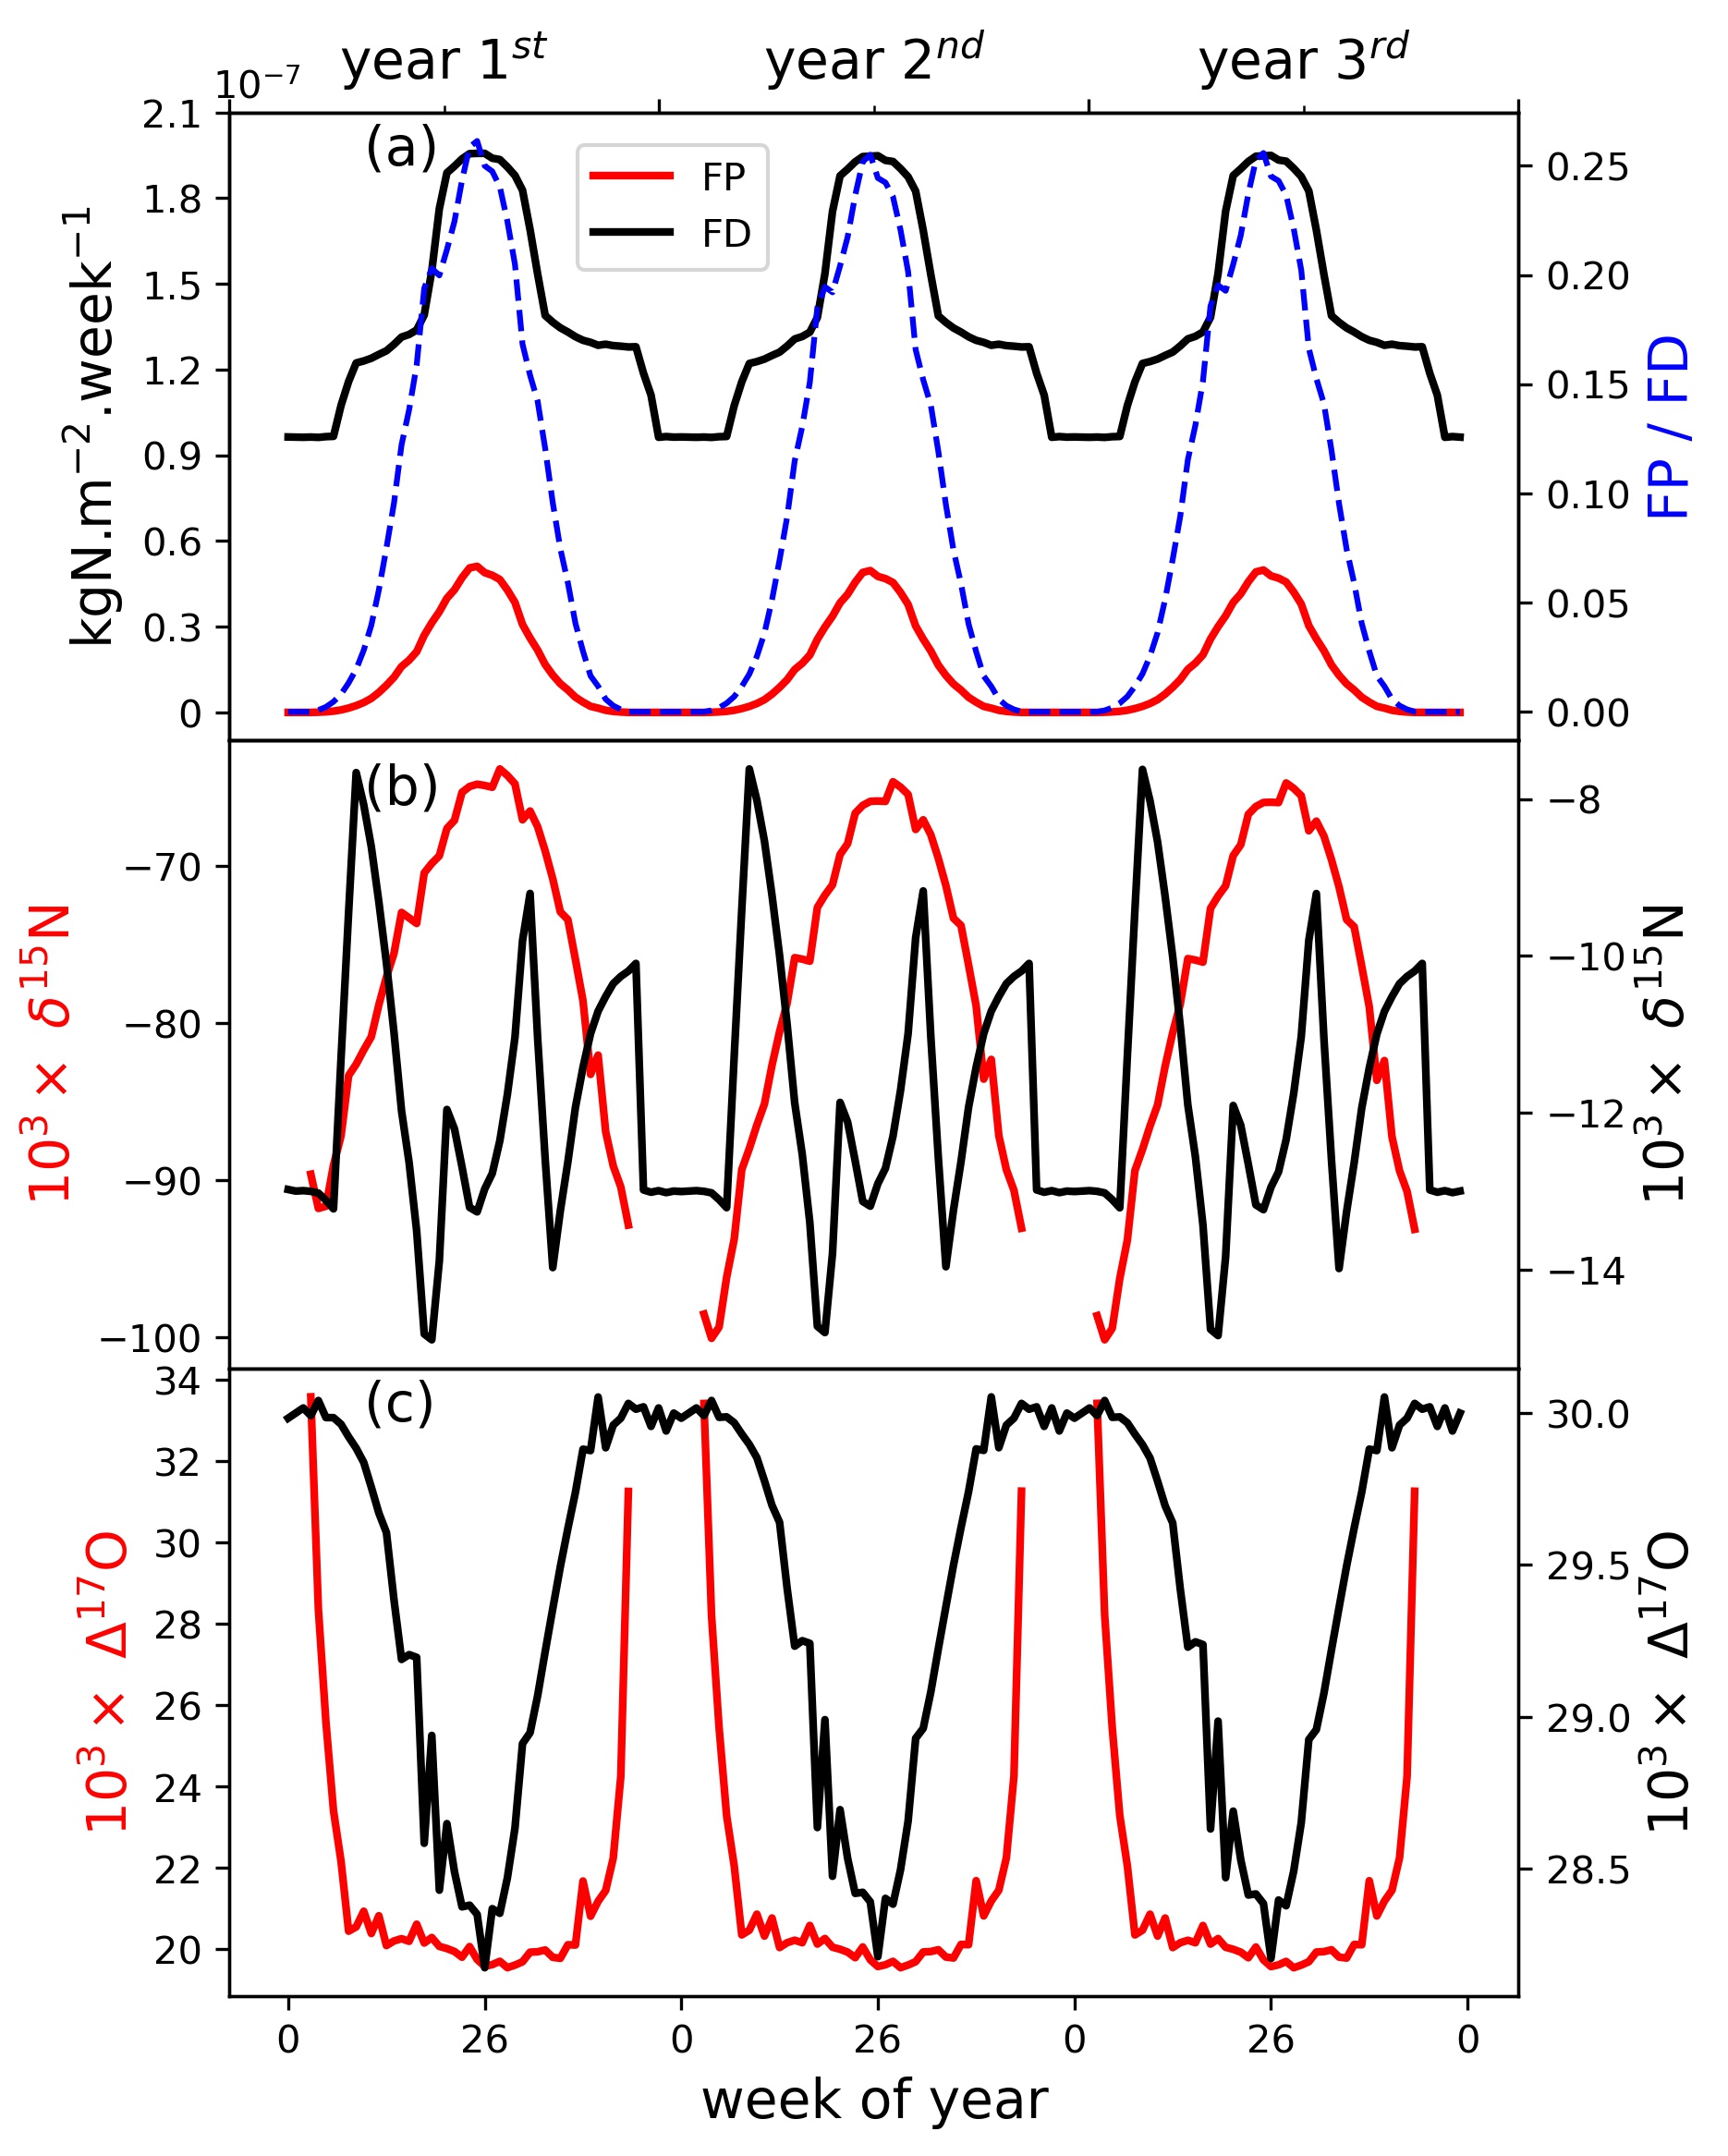 year 1st
year 2nd
year 3rd
10−7
(a)
FP
FD
2.1
1.8
1.5
1.2
0.9
0.6
0.3
0
kgN.m−2.week−1
0.25
0.20
0.15
0.10
0.05
0.00
FP / FD
(b)
−70
−80
−90
−100
10³ × δ¹⁵N
−8
−10
−12
−14
10³ × δ¹⁵N
(c)
34
32
30
28
26
24
22
20
10³ × Δ¹⁷O
30.0
29.5
29.0
28.5
10³ × Δ¹⁷O
0 26 0 26 0 26 0
week of year